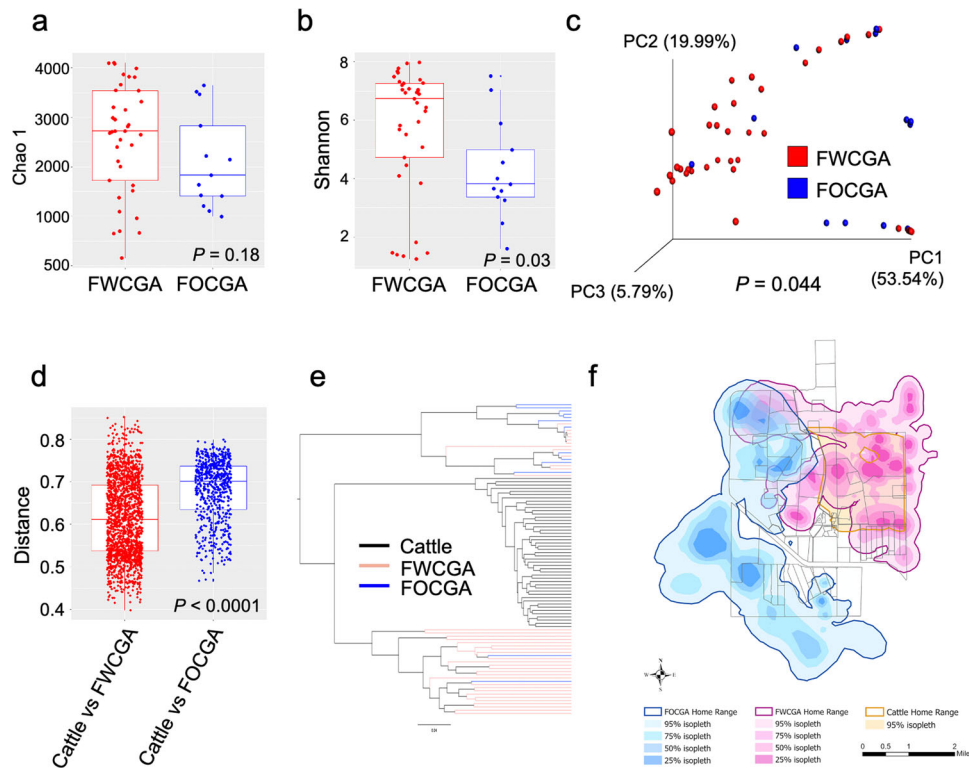 a
4000
3000
2000
1000
500
Chao 1
P = 0.18
FWCGA FOCGA
b
8
6
4
2
Shannon
P = 0.03
FWCGA FOCGA
c
PC2 (19.99%)
FWCGA
FOCGA
PC1
(53.54%)
PC3 (5.79%)
P = 0.044
d
0.8
0.7
0.6
0.5
0.4
Distance
P < 0.0001
Cattle vs FWCGA
Cattle vs FOCGA
e
Cattle
FWCGA
FOCGA
f
N
W E
S
FOCGA Home Range
95% isopleth
75% isopleth
50% isopleth
25% isopleth
FWCGA Home Range
95% isopleth
75% isopleth
50% isopleth
25% isopleth
Cattle Home Range
95% isopleth
0 0.5 1 2
Mile